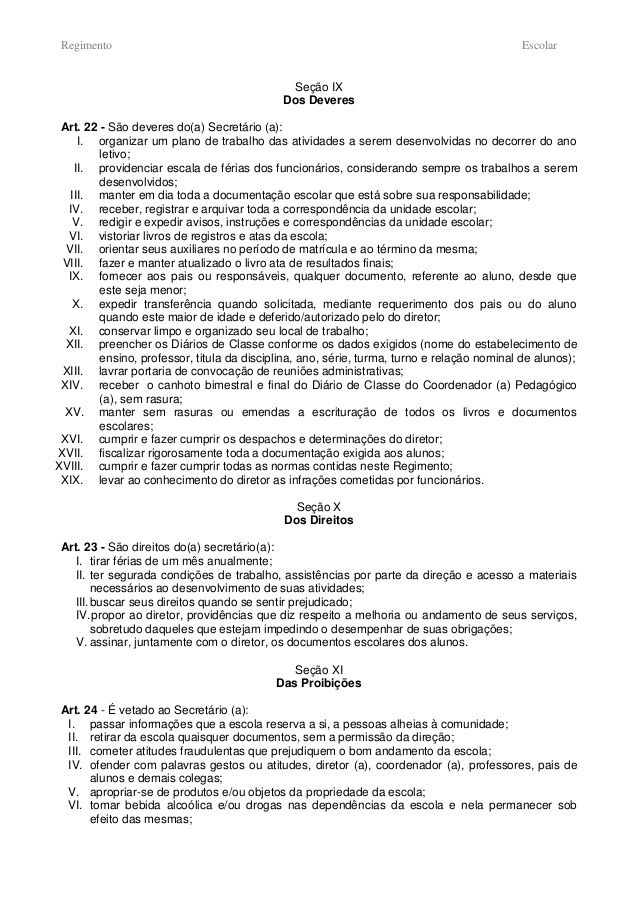 Regimento Escolar
Seção IX
Dos Deveres
Art. 22 - São deveres do(a) Secretário (a):
I. organizar um plano de trabalho das atividades a serem desenvolvidas no decorrer do ano
letivo;
II. providenciar escala de férias dos funcionários, considerando sempre os trabalhos a serem
desenvolvidos;
III. manter em dia toda a documentação escolar que está sobre sua responsabilidade;
IV. receber, registrar e arquivar toda a correspondência da unidade escolar;
V. redigir e expedir avisos, instruções e correspondências da unidade escolar;
VI. vistoriar livros de registros e atas da escola;
VII. orientar seus auxiliares no período de matrícula e ao término da mesma;
VIII. fazer e manter atualizado o livro ata de resultados finais;
IX. fornecer aos pais ou responsáveis, qualquer documento, referente ao aluno, desde que
este seja menor;
X. expedir transferência quando solicitada, mediante requerimento dos pais ou do aluno
quando este maior de idade e deferido/autorizado pelo do diretor;
XI. conservar limpo e organizado seu local de trabalho;
XII. preencher os Diários de Classe conforme os dados exigidos (nome do estabelecimento de
ensino, professor, titula da disciplina, ano, série, turma, turno e relação nominal de alunos);
XIII. lavrar portaria de convocação de reuniões administrativas;
XIV. receber o canhoto bimestral e final do Diário de Classe do Coordenador (a) Pedagógico
(a), sem rasura;
XV. manter sem rasuras ou emendas a escrituração de todos os livros e documentos
escolares;
XVI. cumprir e fazer cumprir os despachos e determinações do diretor;
XVII. fiscalizar rigorosamente toda a documentação exigida aos alunos;
XVIII. cumprir e fazer cumprir todas as normas contidas neste Regimento;
XIX. levar ao conhecimento do diretor as infrações cometidas por funcionários.
Seção X
Dos Direitos
Art. 23 - São direitos do(a) secretário(a):
I. tirar férias de um mês anualmente;
II. ter segurada condições de trabalho, assistências por parte da direção e acesso a materiais
necessários ao desenvolvimento de suas atividades;
III. buscar seus direitos quando se sentir prejudicado;
IV. propor ao diretor, providências que diz respeito a melhoria ou andamento de seus serviços,
sobretudo daqueles que estejam impedindo o desempenhar de suas obrigações;
V. assinar, juntamente com o diretor, os documentos escolares dos alunos.
Seção XI
Das Proibições
Art. 24 - É vetado ao Secretário (a):
I. passar informações que a escola reserva a si, a pessoas alheias à comunidade;
II. retirar da escola quaisquer documentos, sem a permissão da direção;
III. cometer atitudes fraudulentas que prejudiquem o bom andamento da escola;
IV. ofender com palavras gestos ou atitudes, diretor (a), coordenador (a), professores, pais de
alunos e demais colegas;
V. apropriar-se de produtos e/ou objetos da propriedade da escola;
VI. tomar bebida alcoólica e/ou drogas nas dependências da escola e nela permanecer sob
efeito das mesmas;